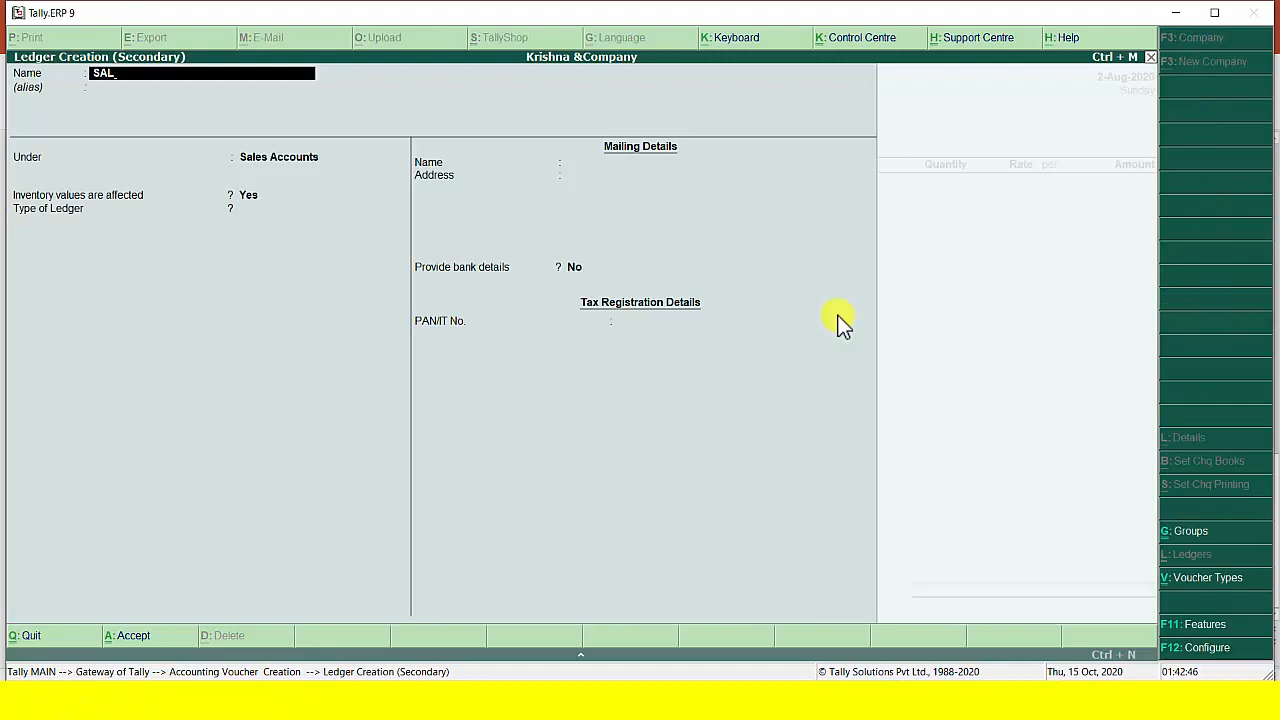 Tally.ERP 9
P: Print E: Export M: E-Mail O: Upload S: TallyShop G: Language K: Keyboard K: Control Centre H: Support Centre H: Help
F3: Company
Ledger Creation (Secondary) Krishna &Company Ctrl + M
F3: New Company
Name : SAL_
(alias) :
2-Aug-2020
Sunday
Under : Sales Accounts
Inventory values are affected ? Yes
Type of Ledger ?
Mailing Details
Name :
Address :
Provide bank details ? No
Tax Registration Details
PAN/IT No. :
Quantity Rate per Amount
L: Details
B: Set Chq Books
S: Set Chq Printing
G: Groups
L: Ledgers
V: Voucher Types
F11: Features
F12: Configure
Q: Quit A: Accept D: Delete
Ctrl + N
Tally MAIN --> Gateway of Tally --> Accounting Voucher Creation --> Ledger Creation (Secondary) © Tally Solutions Pvt Ltd., 1988-2020 Thu, 15 Oct, 2020 01:42:46